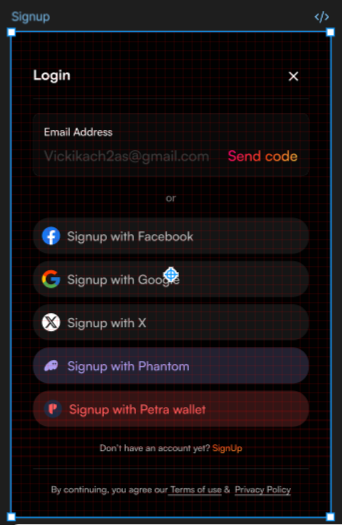 Signup
</>
Login
Email Address
Vickikach2as@gmail.com Send code
or
Signup with Facebook
Signup with Google
Signup with X
Signup with Phantom
Signup with Petra wallet
Don't have an account yet? SignUp
By continuing, you agree our Terms of use & Privacy Policy